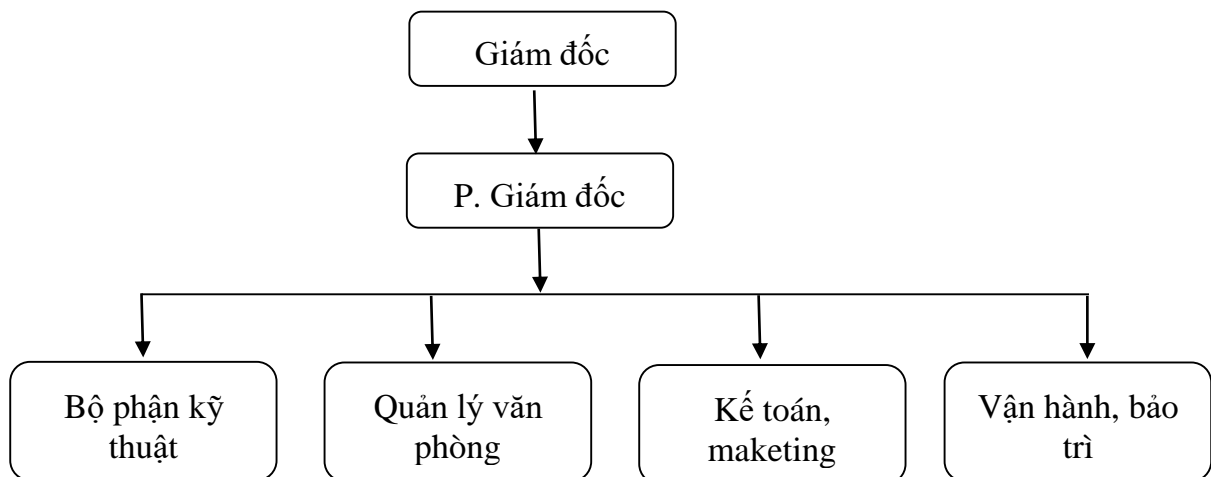 Giám đốc
P. Giám đốc
Bộ phận kỹ
thuật
Quản lý văn
phòng
Kế toán,
maketing
Vận hành, bảo
trì